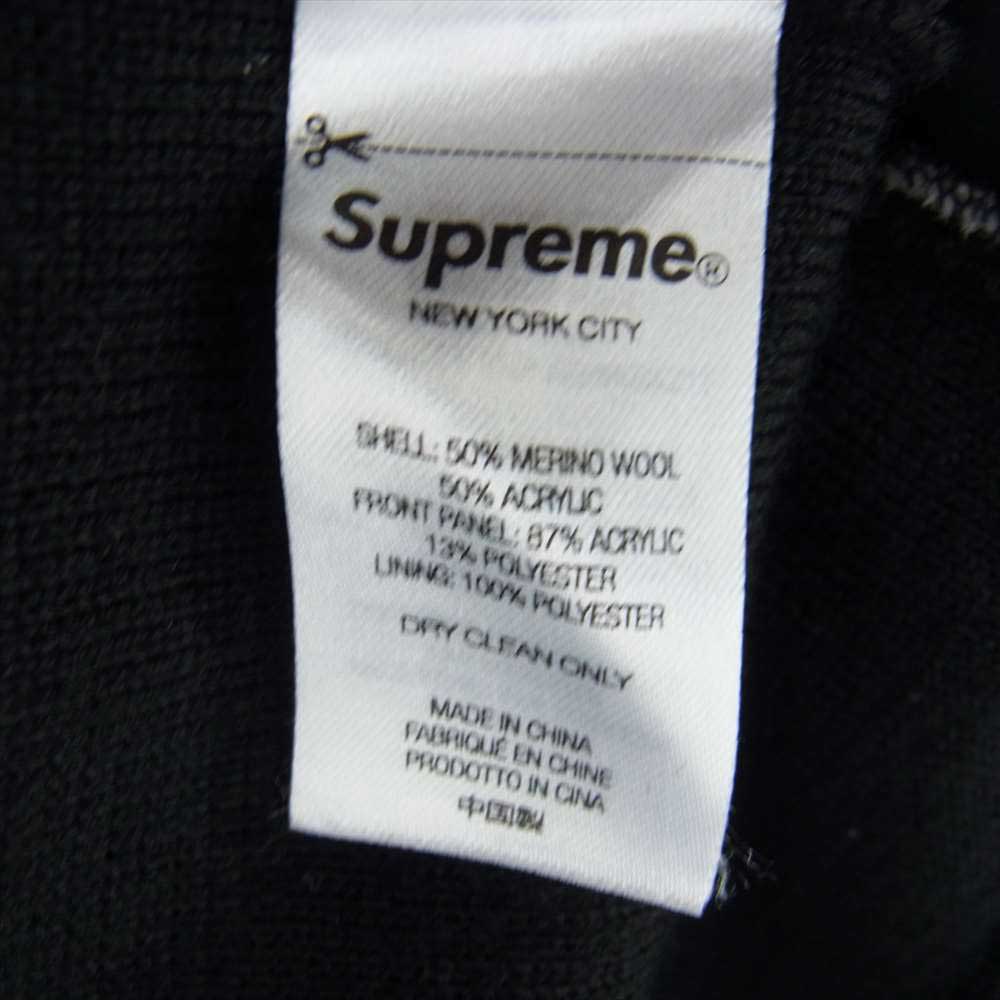 Supreme®
NEW YORK CITY
SHELL: 50% MERINO WOOL
50% ACRYLIC
FRONT PANEL: 87% ACRYLIC
13% POLYESTER
LINING: 100% POLYESTER
DRY CLEAN ONLY
MADE IN CHINA
FABRIQUÉ EN CHINE
PRODOTTO IN CINA
中国製